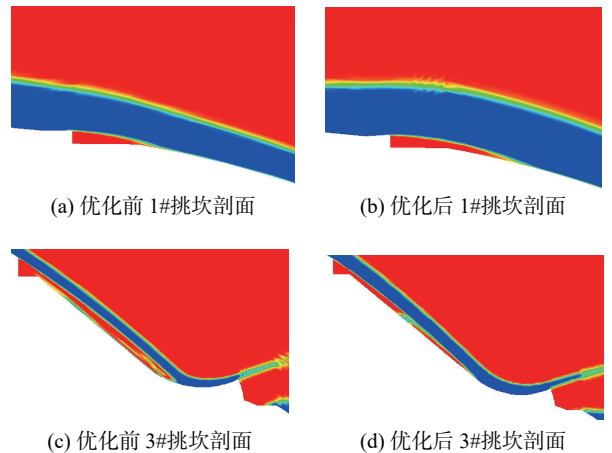 (a) 优化前 1#挑坎剖面
(b) 优化后 1#挑坎剖面
(c) 优化前 3#挑坎剖面
(d) 优化后 3#挑坎剖面